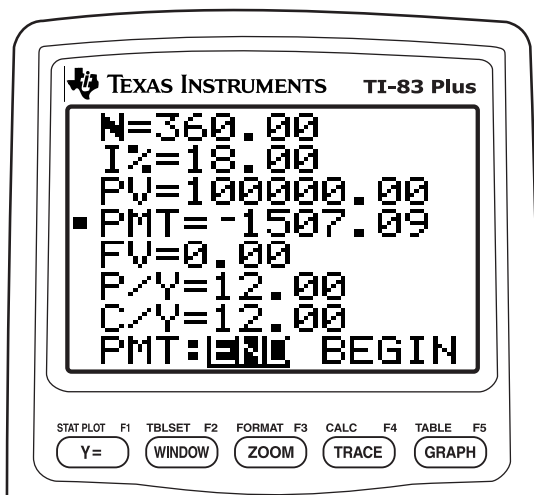 TEXAS INSTRUMENTS TI-83 Plus
N=360.00
I%=18.00
PV=100000.00
PMT=-1507.09
FV=0.00
P/Y=12.00
C/Y=12.00
PMT:END BEGIN
STAT PLOT F1 TBLSET F2 FORMAT F3 CALC F4 TABLE F5
Y= WINDOW ZOOM TRACE GRAPH